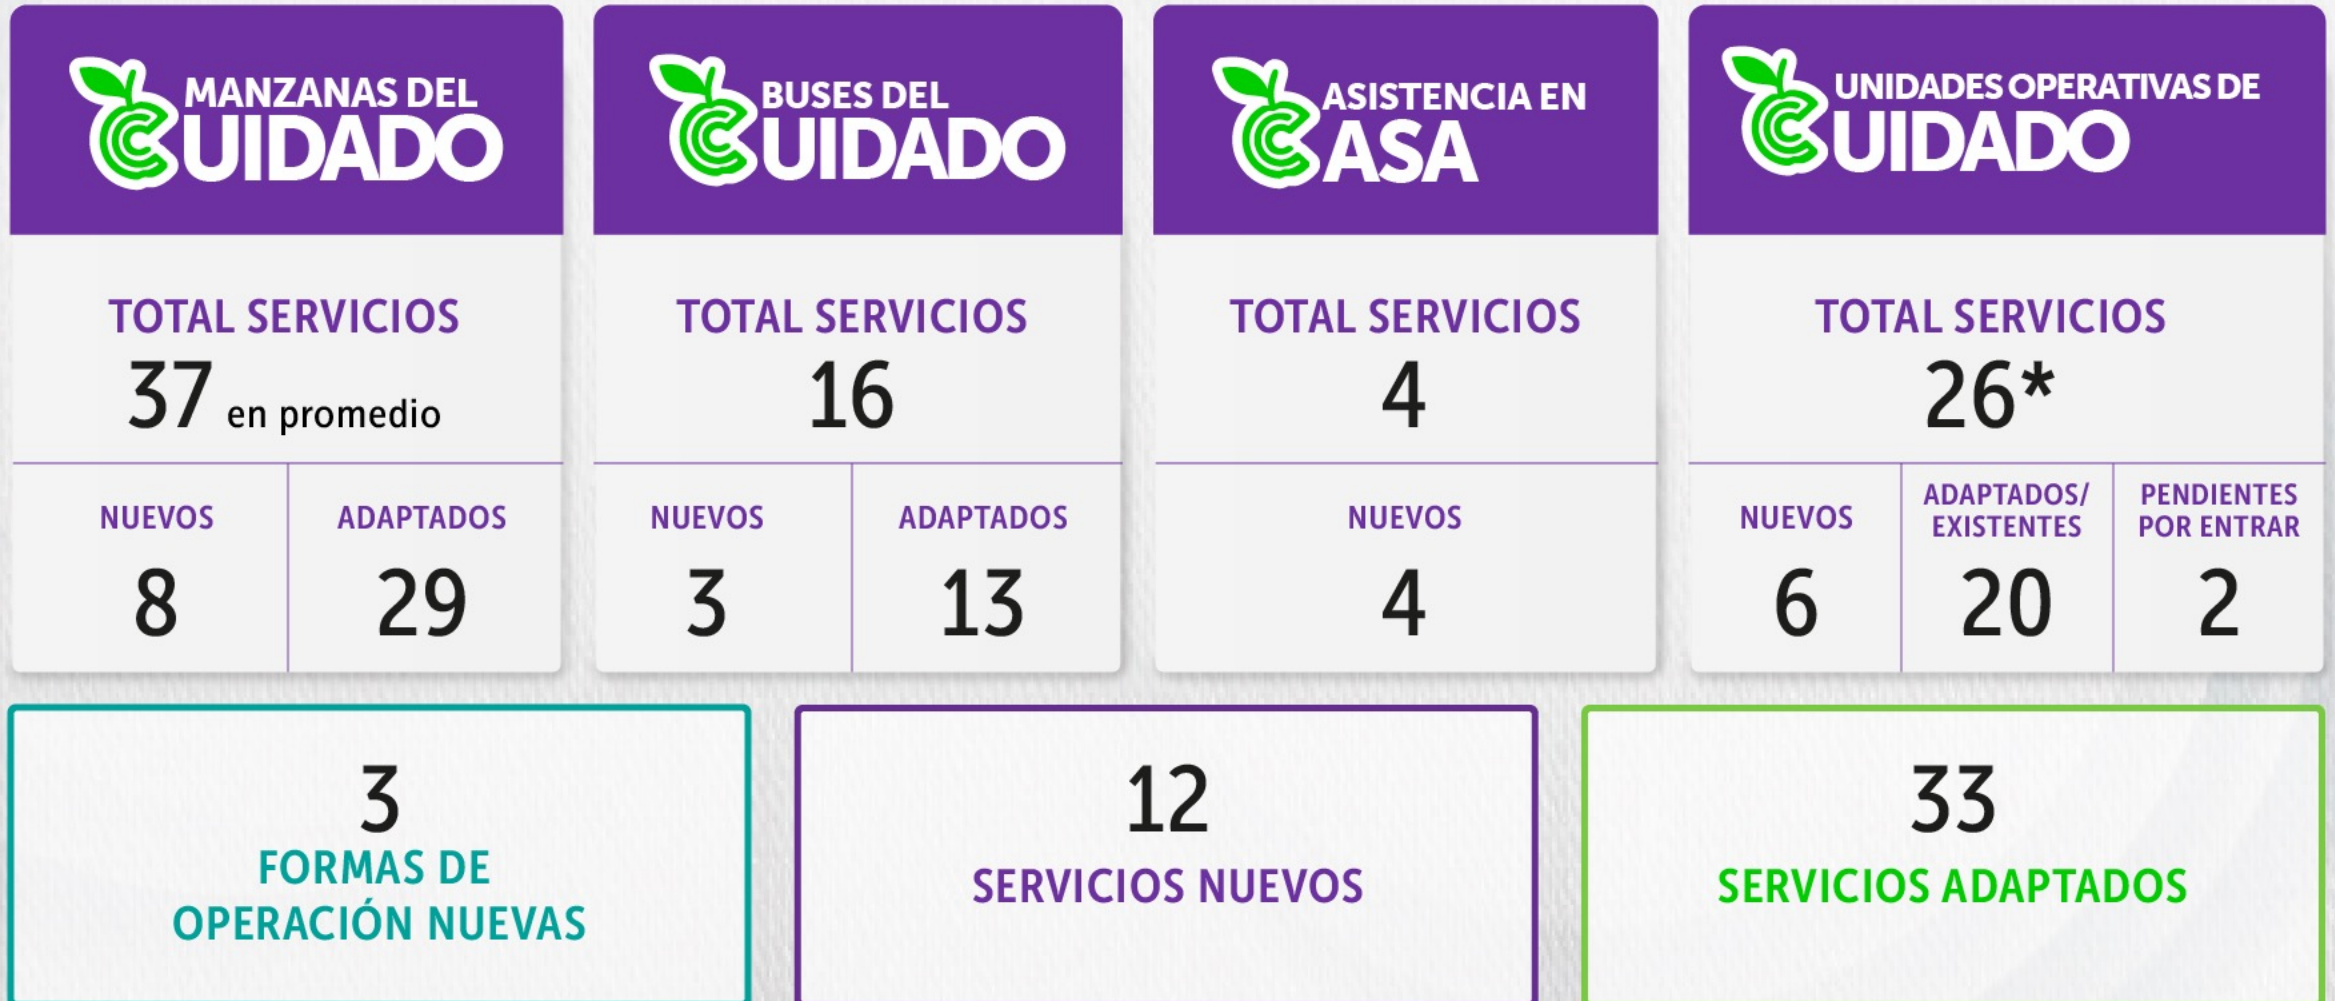 MANZANAS DEL
CUIDADO
TOTAL SERVICIOS
37 en promedio
NUEVOS
8
ADAPTADOS
29
BUSES DEL
CUIDADO
TOTAL SERVICIOS
16
NUEVOS
3
ADAPTADOS
13
ASISTENCIA EN
CASA
TOTAL SERVICIOS
4
NUEVOS
4
UNIDADES OPERATIVAS DE
CUIDADO
TOTAL SERVICIOS
26*
NUEVOS
6
ADAPTADOS/
EXISTENTES
20
PENDIENTES
POR ENTRAR
2
3
FORMAS DE
OPERACIÓN NUEVAS
12
SERVICIOS NUEVOS
33
SERVICIOS ADAPTADOS